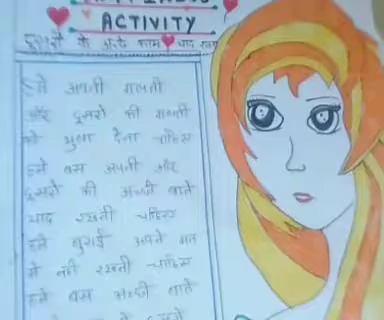 ACTIVITY
दुसरों के अच्छे काम याद रखना
हमे अपनी गलती
और दुसरों की गलती
को भुला देना चाहिए
हमे बस अपनी और
दुसरों की अच्छी बाते
याद रखनी चाहिए
हमे बुराई अपने मन
मे नही रखनी चाहिए
हमे बस अच्छी बाते